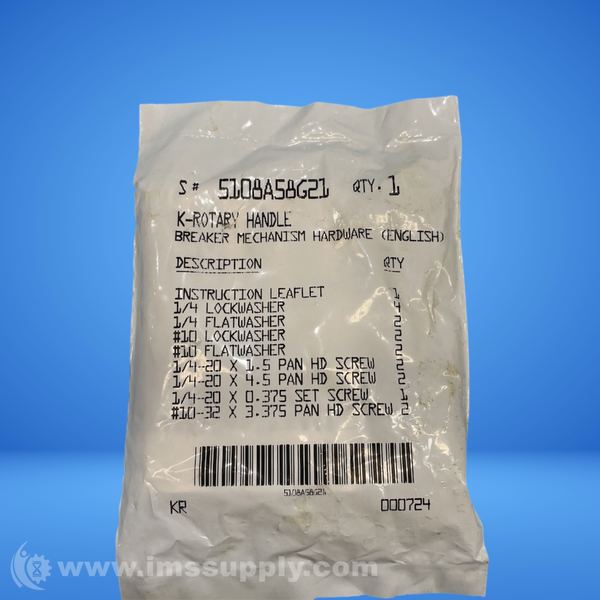 S# 5108A58G21 QTY. 1
K-ROTARY HANDLE
BREAKER MECHANISM HARDWARE (ENGLISH)
DESCRIPTION QTY
INSTRUCTION LEAFLET 1
1/4 LOCKWASHER 4
1/4 FLATWASHER 2
#10 LOCKWASHER 2
#10 FLATWASHER 2
1/4-20 X 1.5 PAN HD SCREW 2
1/4-20 X 4.5 PAN HD SCREW 2
1/4-20 X 0.375 SET SCREW 1
#10-32 X 3.375 PAN HD SCREW 2
5108A58G21
KR 000724
www.imssupply.com